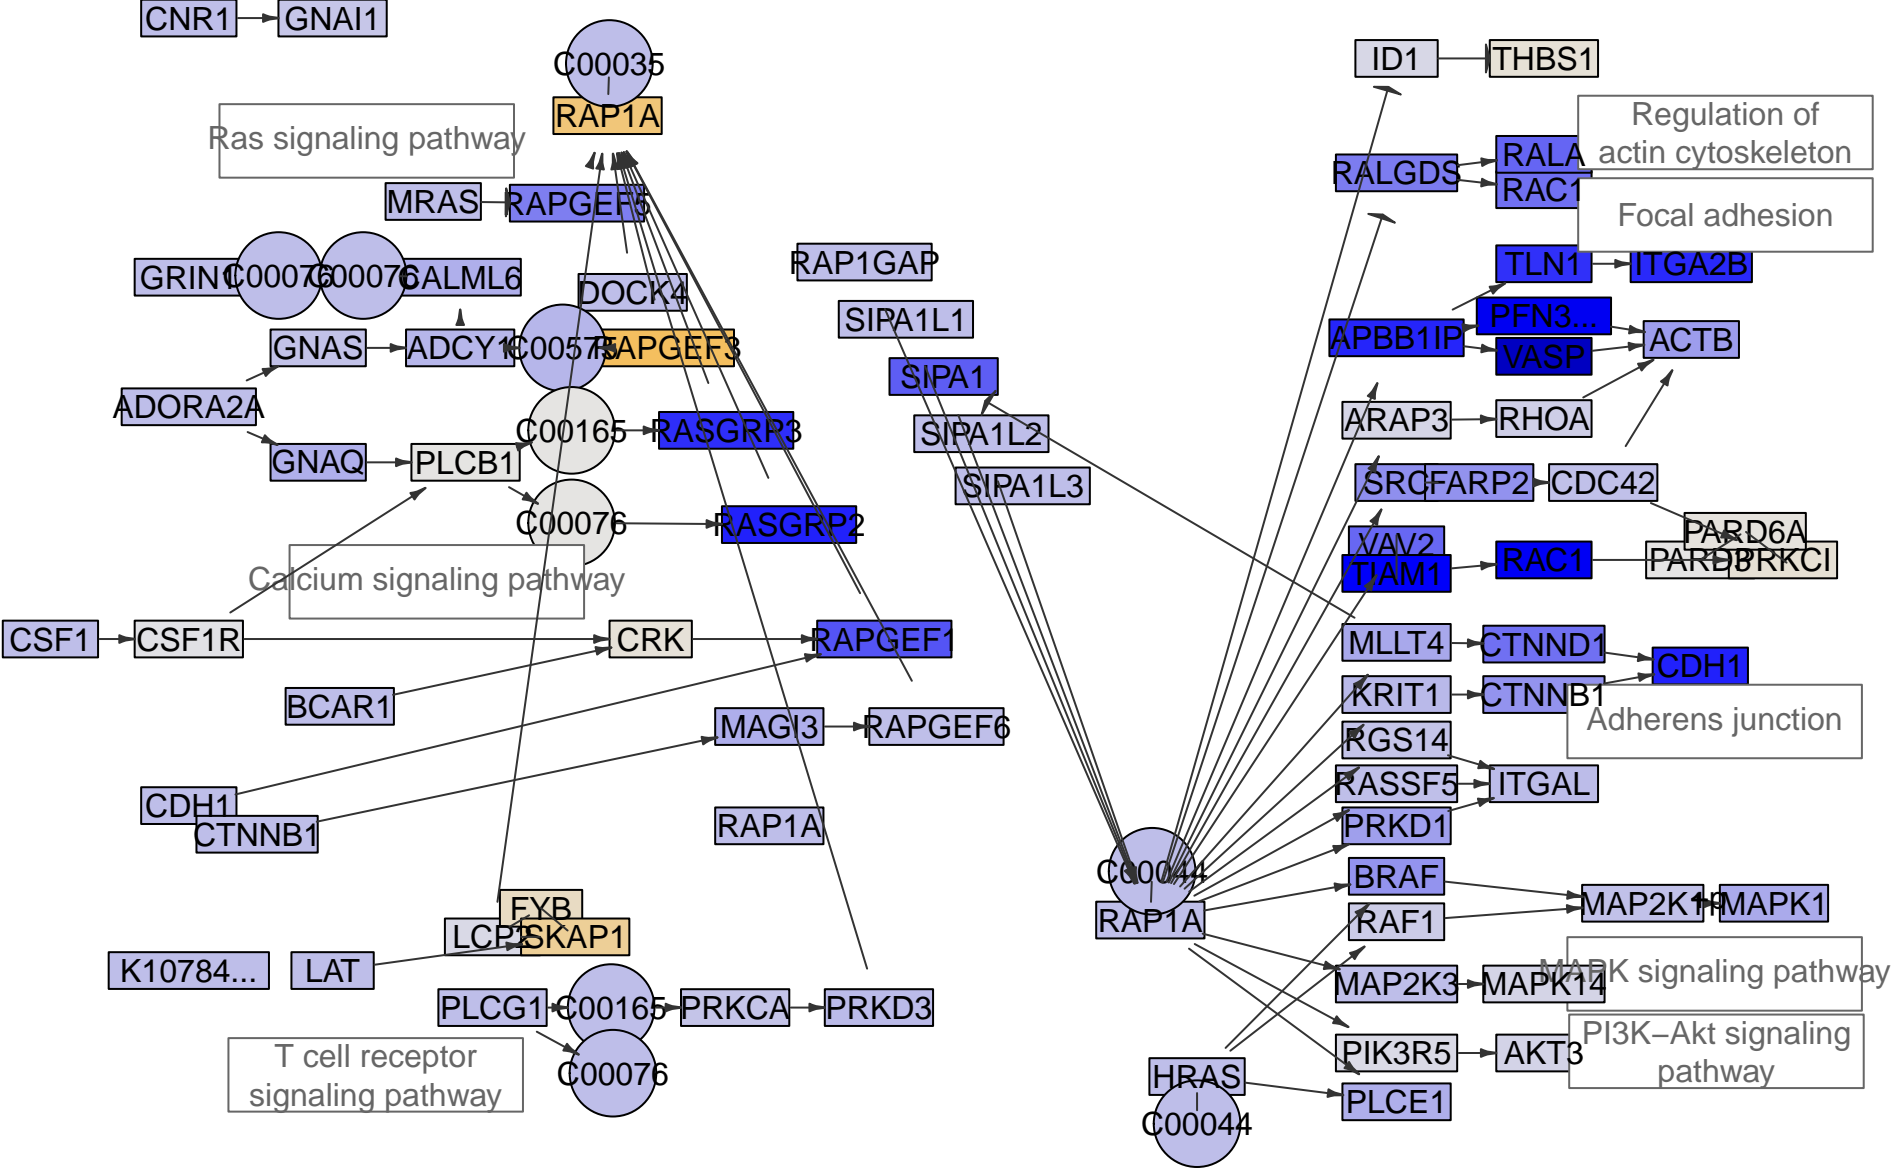 CNR1
GNAI1
C00035
RAP1A
Ras signaling pathway
MRAS
RAPGEF5
GRIN1
C00076
C00076
CALML6
DOCK4
GNAS
ADCY1
C00575
RAPGEF3
ADORA2A
GNAQ
PLCB1
C00165
RASGRP3
C00076
RASGRP2
Calcium signaling pathway
CSF1
CSF1R
CRK
RAPGEF1
BCAR1
MAGI3
RAPGEF6
CDH1
CTNNB1
RAP1A
FYB
LCP2
SKAP1
K10784...
LAT
PLCG1
C00165
PRKCA
PRKD3
C00076
T cell receptor
signaling pathway
RAP1GAP
SIPA1L1
SIPA1
SIPA1L2
SIPA1L3
C00044
RAP1A
HRAS
C00044
ID1
THBS1
Regulation of
actin cytoskeleton
RALGDS
RALA
RAC1
Focal adhesion
TLN1
ITGA2B
APBB1IP
PFN3...
VASP
ACTB
ARAP3
RHOA
SRC
FARP2
CDC42
VAV2
TIAM1
RAC1
PARD6A
PARD3
PRKCI
MLLT4
CTNND1
CDH1
KRIT1
CTNNB1
Adherens junction
RGS14
RASSF5
ITGAL
PRKD1
BRAF
RAF1
MAP2K1
+p
MAPK1
MAP2K3
MAPK14
MAPK signaling pathway
PIK3R5
AKT3
PI3K−Akt signaling
pathway
PLCE1